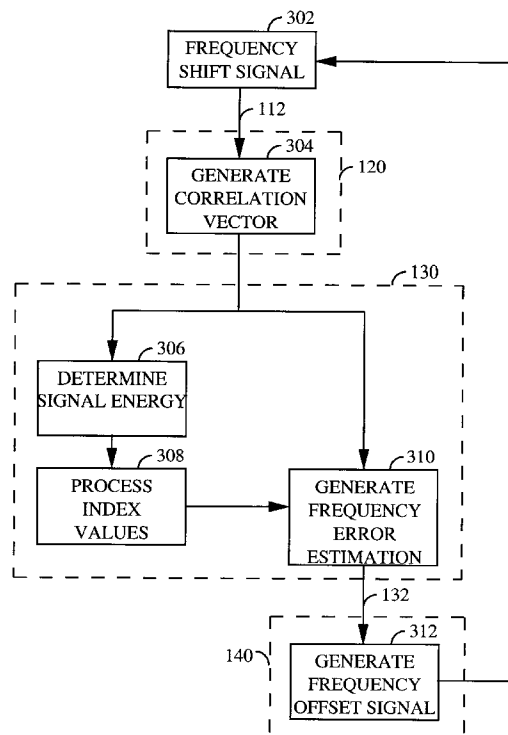 302
FREQUENCY
SHIFT SIGNAL
112
304
GENERATE
CORRELATION
VECTOR
120
130
306
DETERMINE
SIGNAL ENERGY
308
PROCESS
INDEX
VALUES
310
GENERATE
FREQUENCY
ERROR
ESTIMATION
132
312
GENERATE
FREQUENCY
OFFSET SIGNAL
140